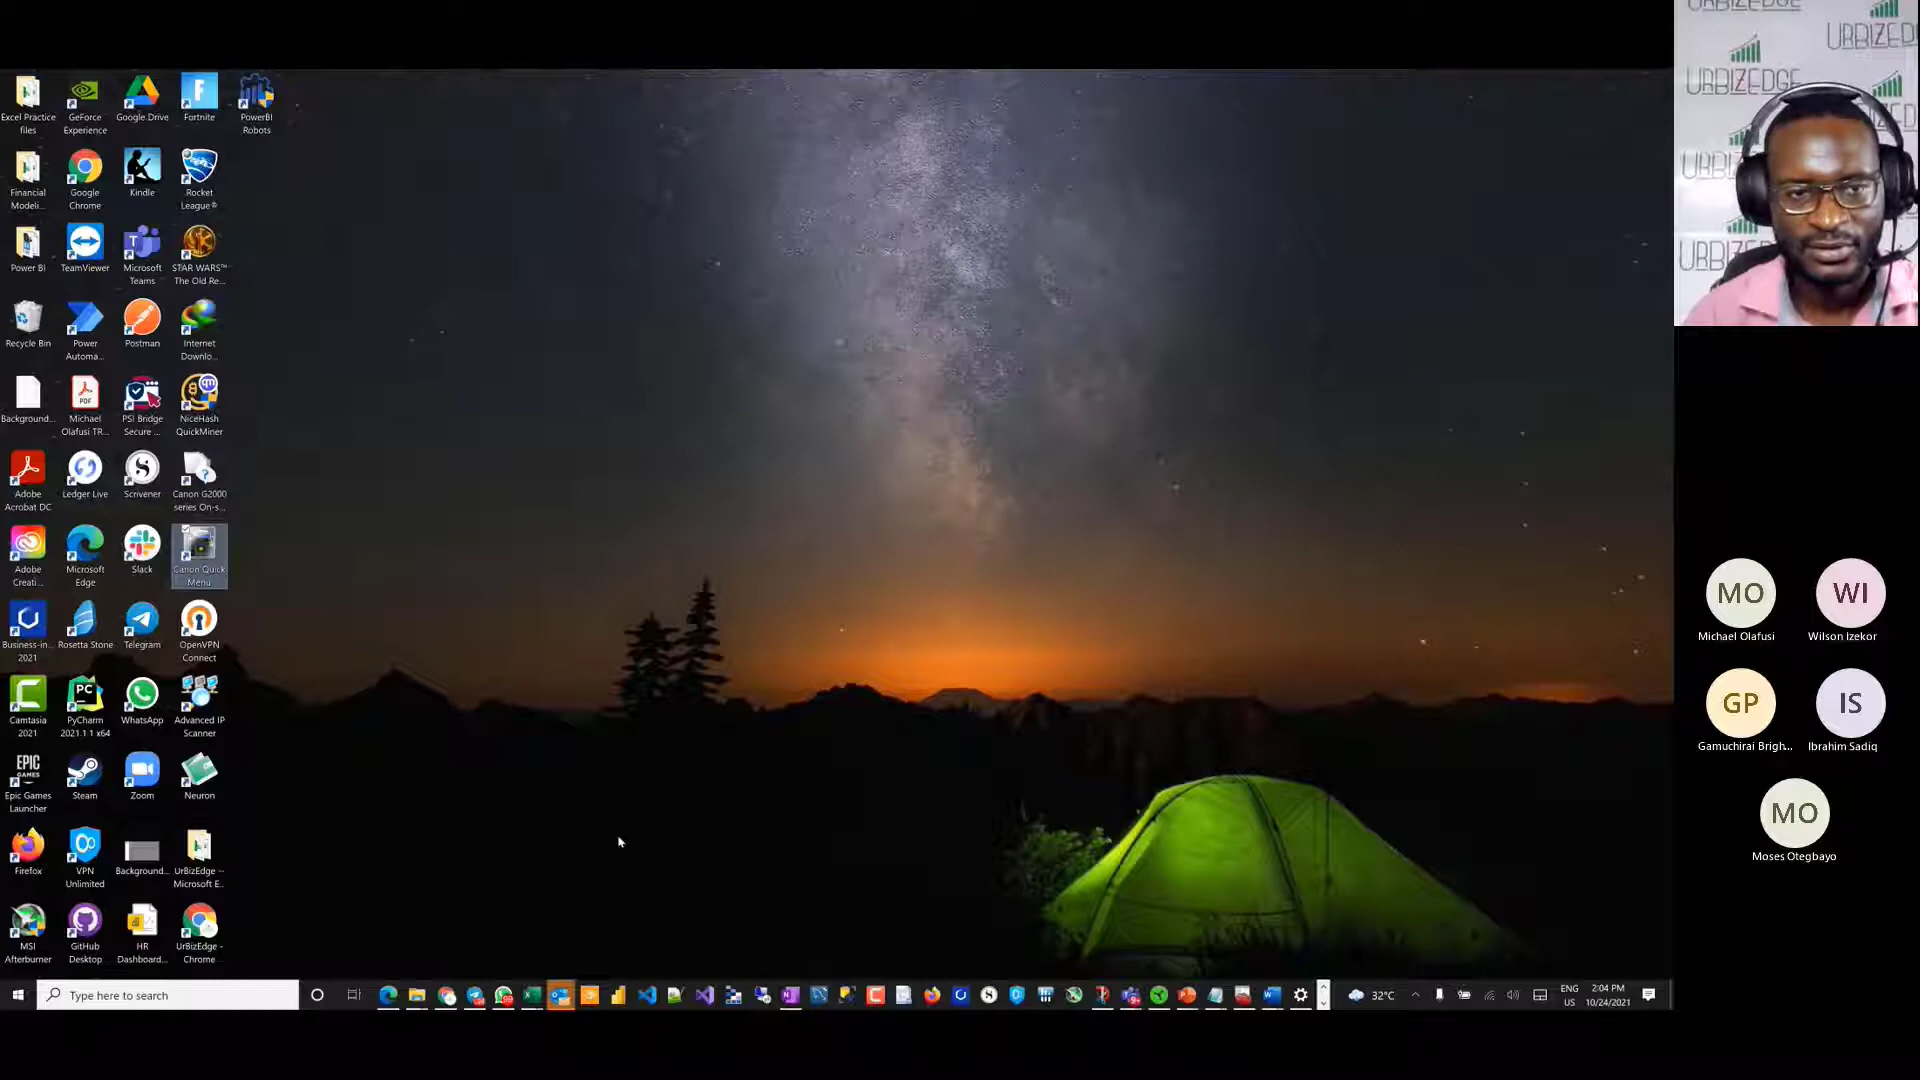 Excel Practice
files
GeForce
Experience
Google Drive
Fortnite
PowerBI
Robots
Financial
Modeli...
Google
Chrome
Kindle
Rocket
League®
Power BI
TeamViewer
Microsoft
Teams
STAR WARS™
The Old Re...
Recycle Bin
Power
Automa...
Postman
Internet
Downlo...
Background...
Michael
Olafusi TR...
PSI Bridge
Secure ...
NiceHash
QuickMiner
Adobe
Acrobat DC
Ledger Live
Scrivener
Canon G2000
series On-s...
Adobe
Creati...
Microsoft
Edge
Slack
Canon Quick
Menu
Business-in...
2021
Rosetta Stone
Telegram
OpenVPN
Connect
Camtasia
2021
PyCharm
2021.1.1 x64
WhatsApp
Advanced IP
Scanner
EPIC
GAMES
Epic Games
Launcher
Steam
Zoom
Neuron
Firefox
VPN
Unlimited
Background...
UrBizEdge --
Microsoft E...
MSI
Afterburner
GitHub
Desktop
HR
Dashboard...
UrBizEdge -
Chrome
Type here to search
32°C
ENG
US
2:04 PM
10/24/2021
URBIZEDGE
MO
Michael Olafusi
WI
Wilson Izekor
GP
Gamuchirai Brigh...
IS
Ibrahim Sadiq
MO
Moses Otegbayo